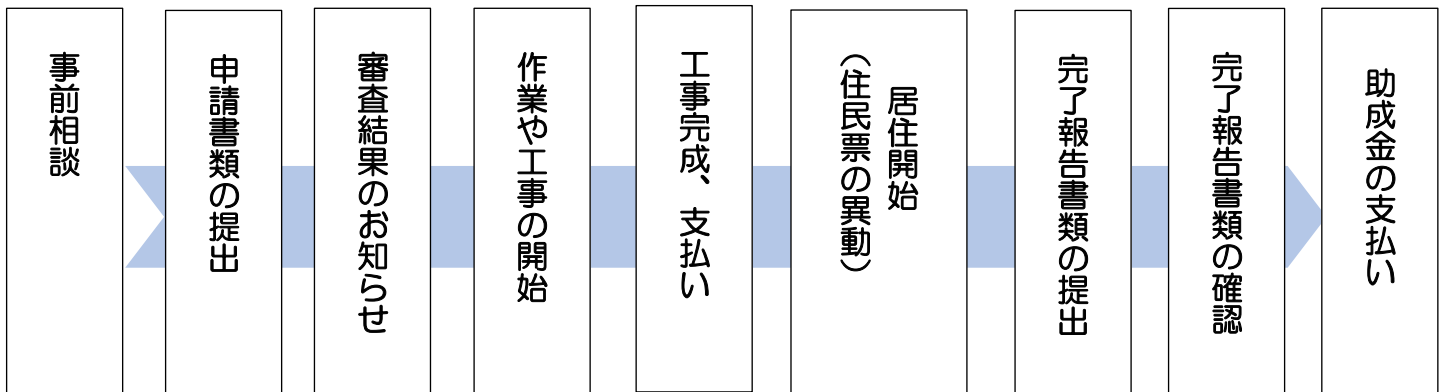 事前相談
申請書類の提出
審査結果のお知らせ
作業や工事の開始
工事完成、支払い
居住開始
（住民票の異動）
完了報告書類の提出
完了報告書類の確認
助成金の支払い